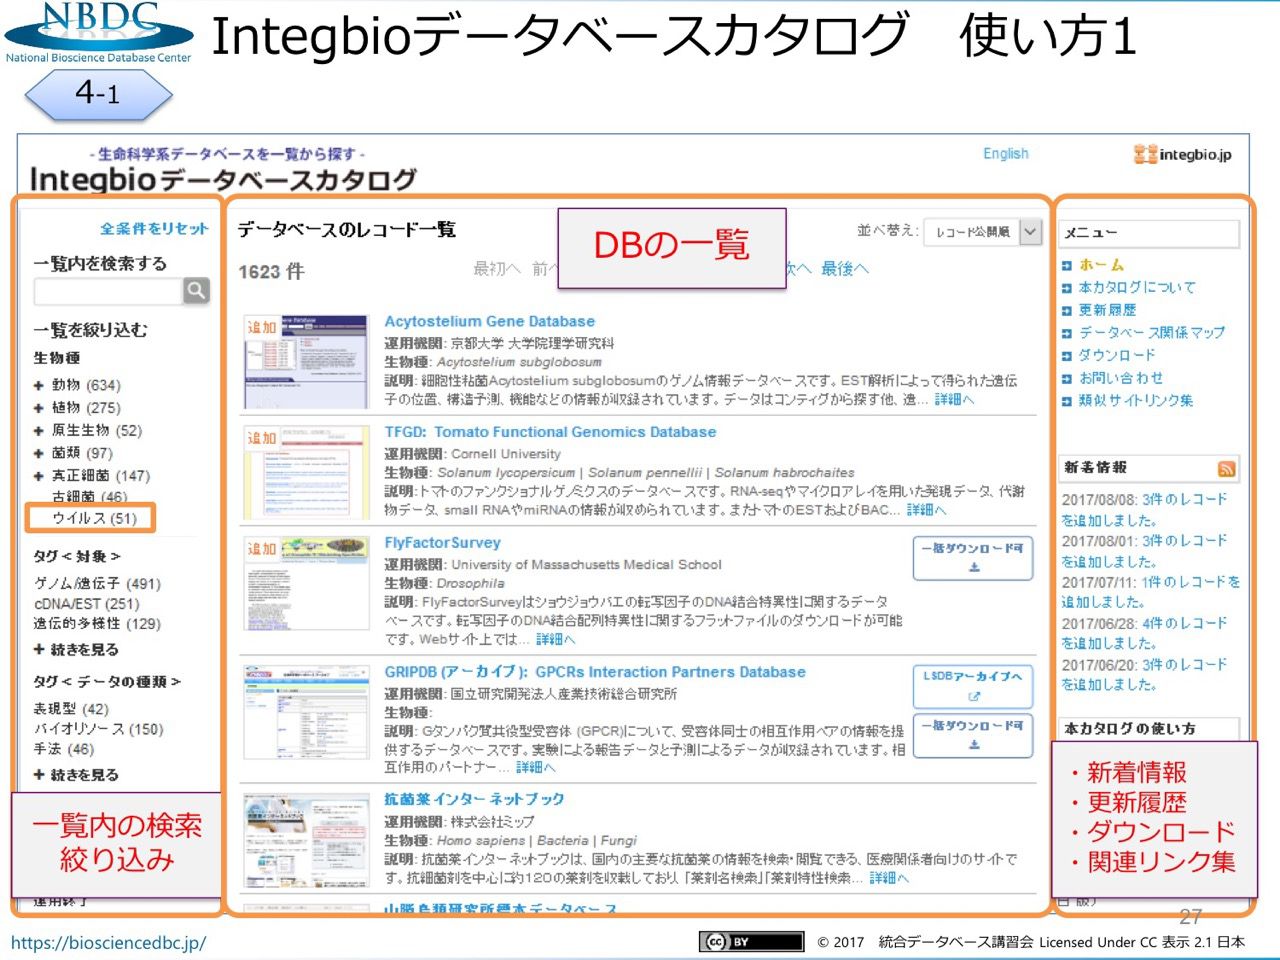 NBDC
National Bioscience Database Center
Integbioデータベースカタログ　使い方1
4-1
- 生命科学系データベースを一覧から探す -
Integbioデータベースカタログ
English
integbio.jp
全条件をリセット
一覧内を検索する
一覧を絞り込む
生物種
+ 動物 (634)
+ 植物 (275)
+ 原生生物 (52)
+ 菌類 (97)
+ 真正細菌 (147)
古細菌 (46)
ウイルス (51)
タグ < 対象 >
ゲノム/遺伝子 (491)
cDNA/EST (251)
遺伝的多様性 (129)
+ 続きを見る
タグ < データの種類 >
表現型 (42)
バイオリソース (150)
手法 (46)
+ 続きを見る
一覧内の検索
絞り込み
運用終了
データベースのレコード一覧
DBの一覧
並べ替え: レコード公開順
1623 件
最初へ 前へ
次へ 最後へ
追加
Acytostelium Gene Database
運用機関: 京都大学 大学院理学研究科
生物種: Acytostelium subglobosum
説明: 細胞性粘菌Acytostelium subglobosumのゲノム情報データベースです。EST解析によって得られた遺伝
子の位置、構造予測、機能などの情報が収録されています。データはコンティグから探す他、進... 詳細へ
追加
TFGD: Tomato Functional Genomics Database
運用機関: Cornell University
生物種: Solanum lycopersicum | Solanum pennellii | Solanum habrochaites
説明: トマトのファンクショナルゲノミクスのデータベースです。RNA-seqやマイクロアレイを用いた発現データ、代謝
物データ、small RNAやmiRNAの情報が収められています。またトマトのESTおよびBAC... 詳細へ
追加
FlyFactorSurvey
運用機関: University of Massachusetts Medical School
生物種: Drosophila
説明: FlyFactorSurveyはショウジョウバエの転写因子のDNA結合特異性に関するデータ
ベースです。転写因子のDNA結合配列特異性に関するフラットファイルのダウンロードが可能
です。Webサイト上では... 詳細へ
一括ダウンロード可
GRIPDB (アーカイブ): GPCRs Interaction Partners Database
運用機関: 国立研究開発法人産業技術総合研究所
生物種:
説明: Gタンパク質共役型受容体 (GPCR)について、受容体同士の相互作用ペアの情報を提
供するデータベースです。実験による報告データと予測によるデータが収録されています。相
互作用のパートナー... 詳細へ
LSDBアーカイブへ
一括ダウンロード可
抗菌薬インターネットブック
運用機関: 株式会社ミップ
生物種: Homo sapiens | Bacteria | Fungi
説明: 抗菌薬インターネットブックは、国内の主要な抗菌薬の情報を検索・閲覧できる、医療関係者向けのサイトで
す。抗細菌剤を中心に約120の薬剤を収載しており、「薬剤名検索」「薬剤特性検索... 詳細へ
山階鳥類研究所標本データベース
メニュー
ホーム
本カタログについて
更新履歴
データベース関係マップ
ダウンロード
お問い合わせ
類似サイトリンク集
新着情報
2017/08/08: 3件のレコード
を追加しました。
2017/08/01: 3件のレコード
を追加しました。
2017/07/11: 1件のレコードを
追加しました。
2017/06/28: 4件のレコード
を追加しました。
2017/06/20: 3件のレコード
を追加しました。
本カタログの使い方
・新着情報
・更新履歴
・ダウンロード
・関連リンク集
日版)
27
https://biosciencedbc.jp/
CC BY
© 2017　統合データベース講習会 Licensed Under CC 表示 2.1 日本